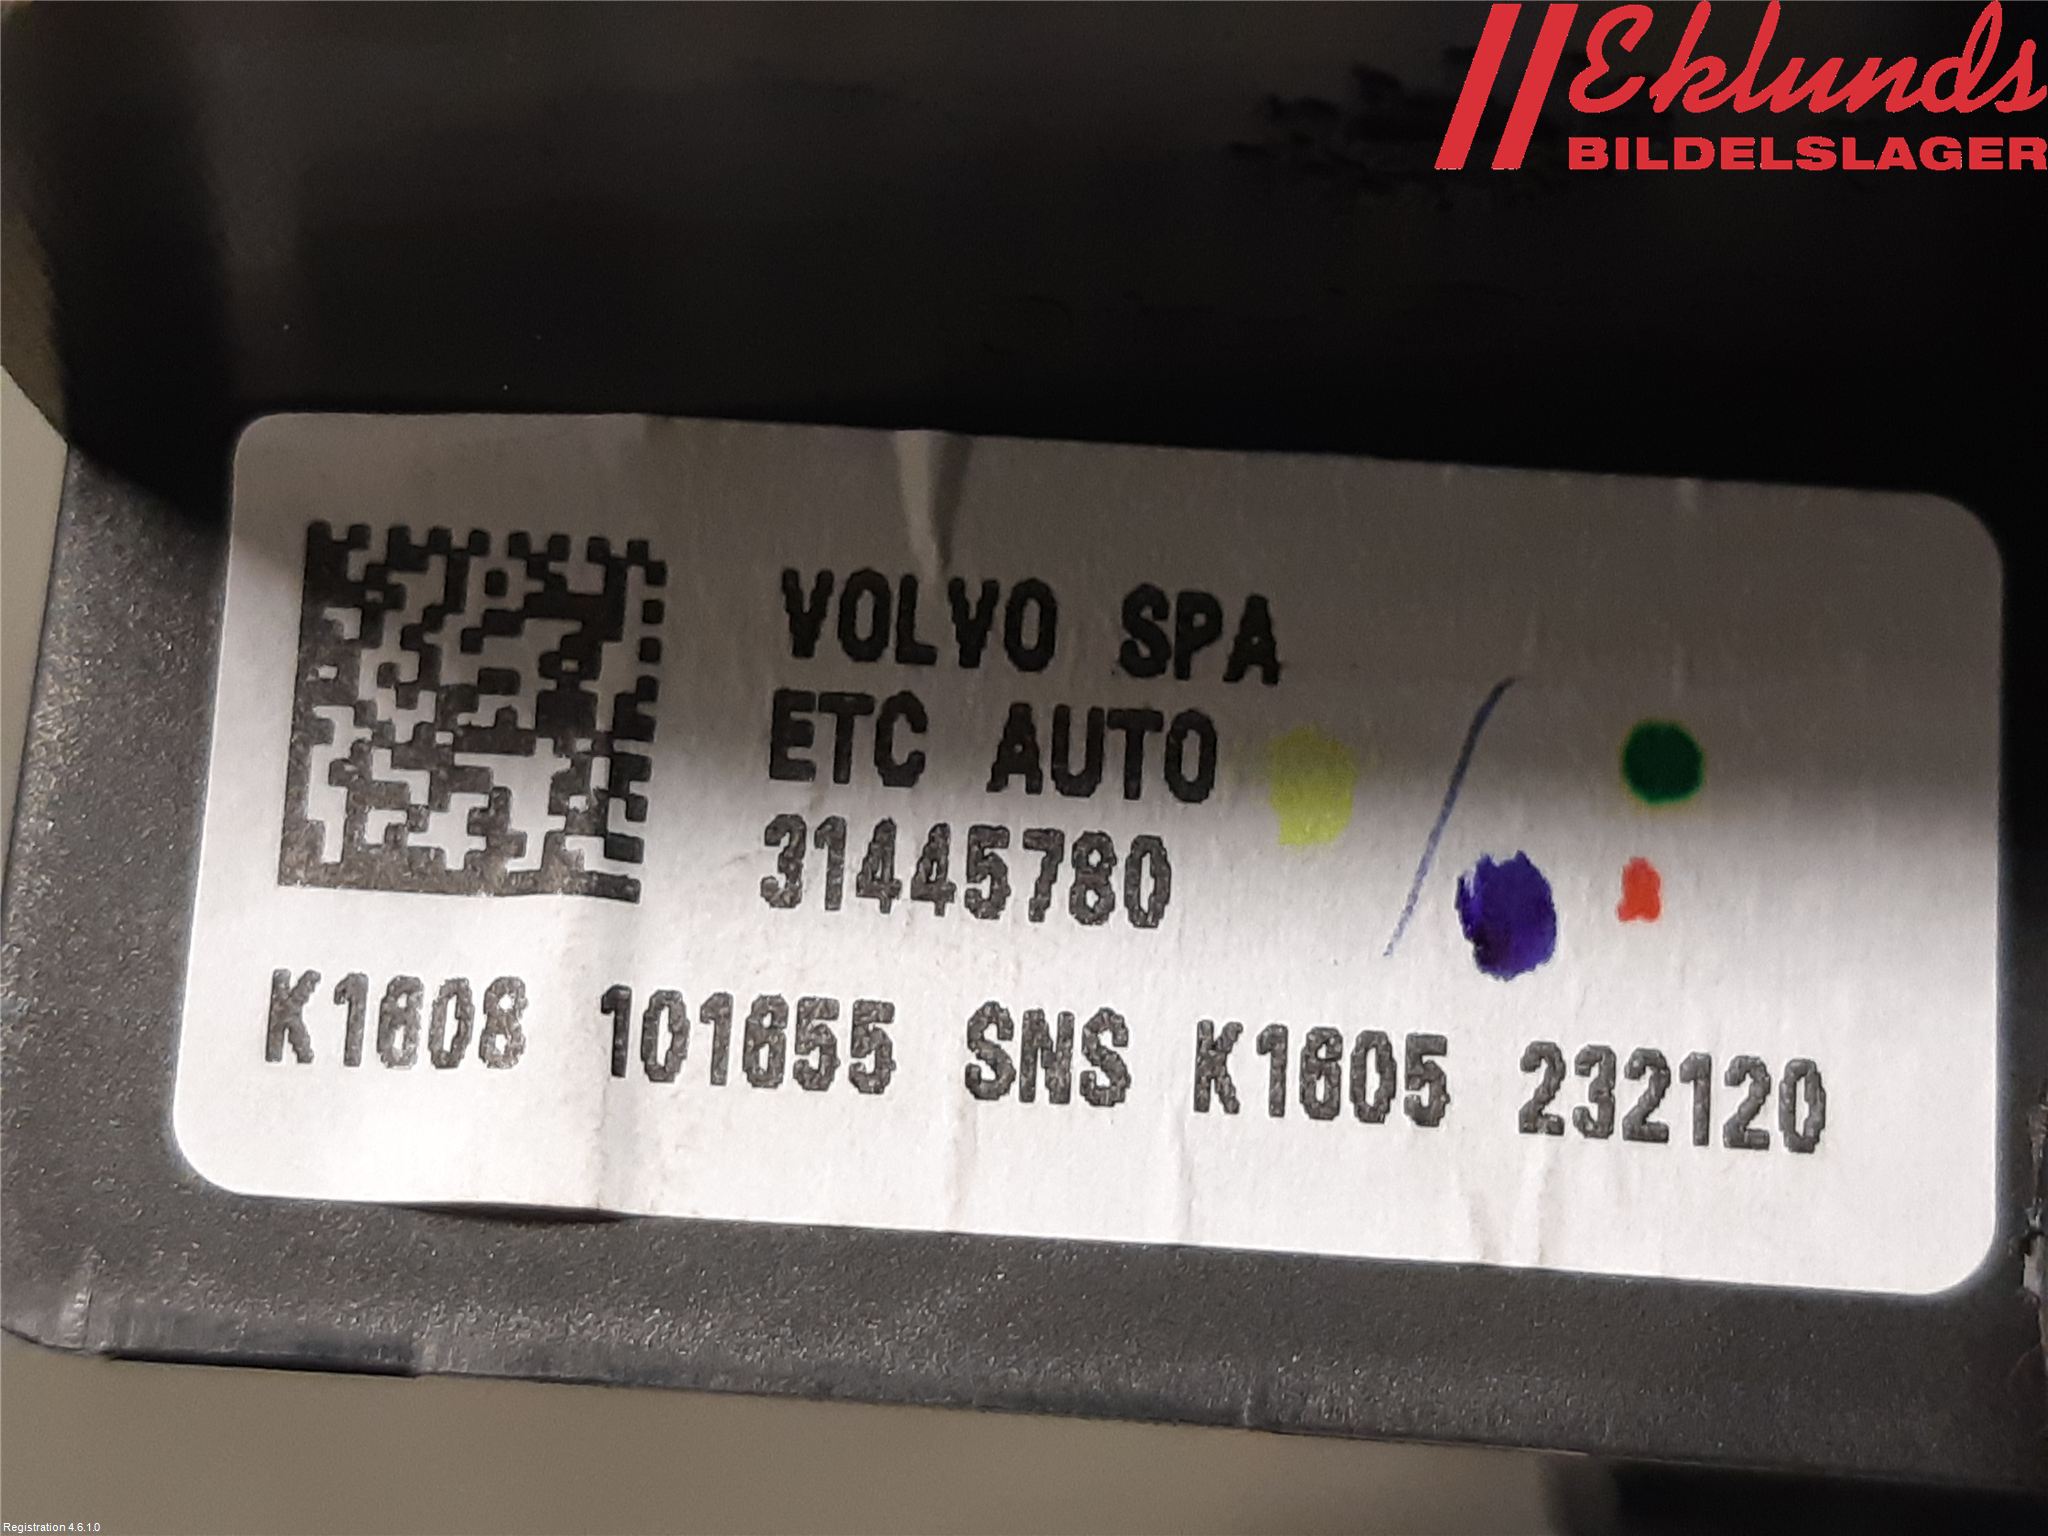 Eklunds
BILDELSLAGER
VOLVO SPA
ETC AUTO
31445780
K1608 101655 SNS K1605 232120
Registration 4.6.1.0